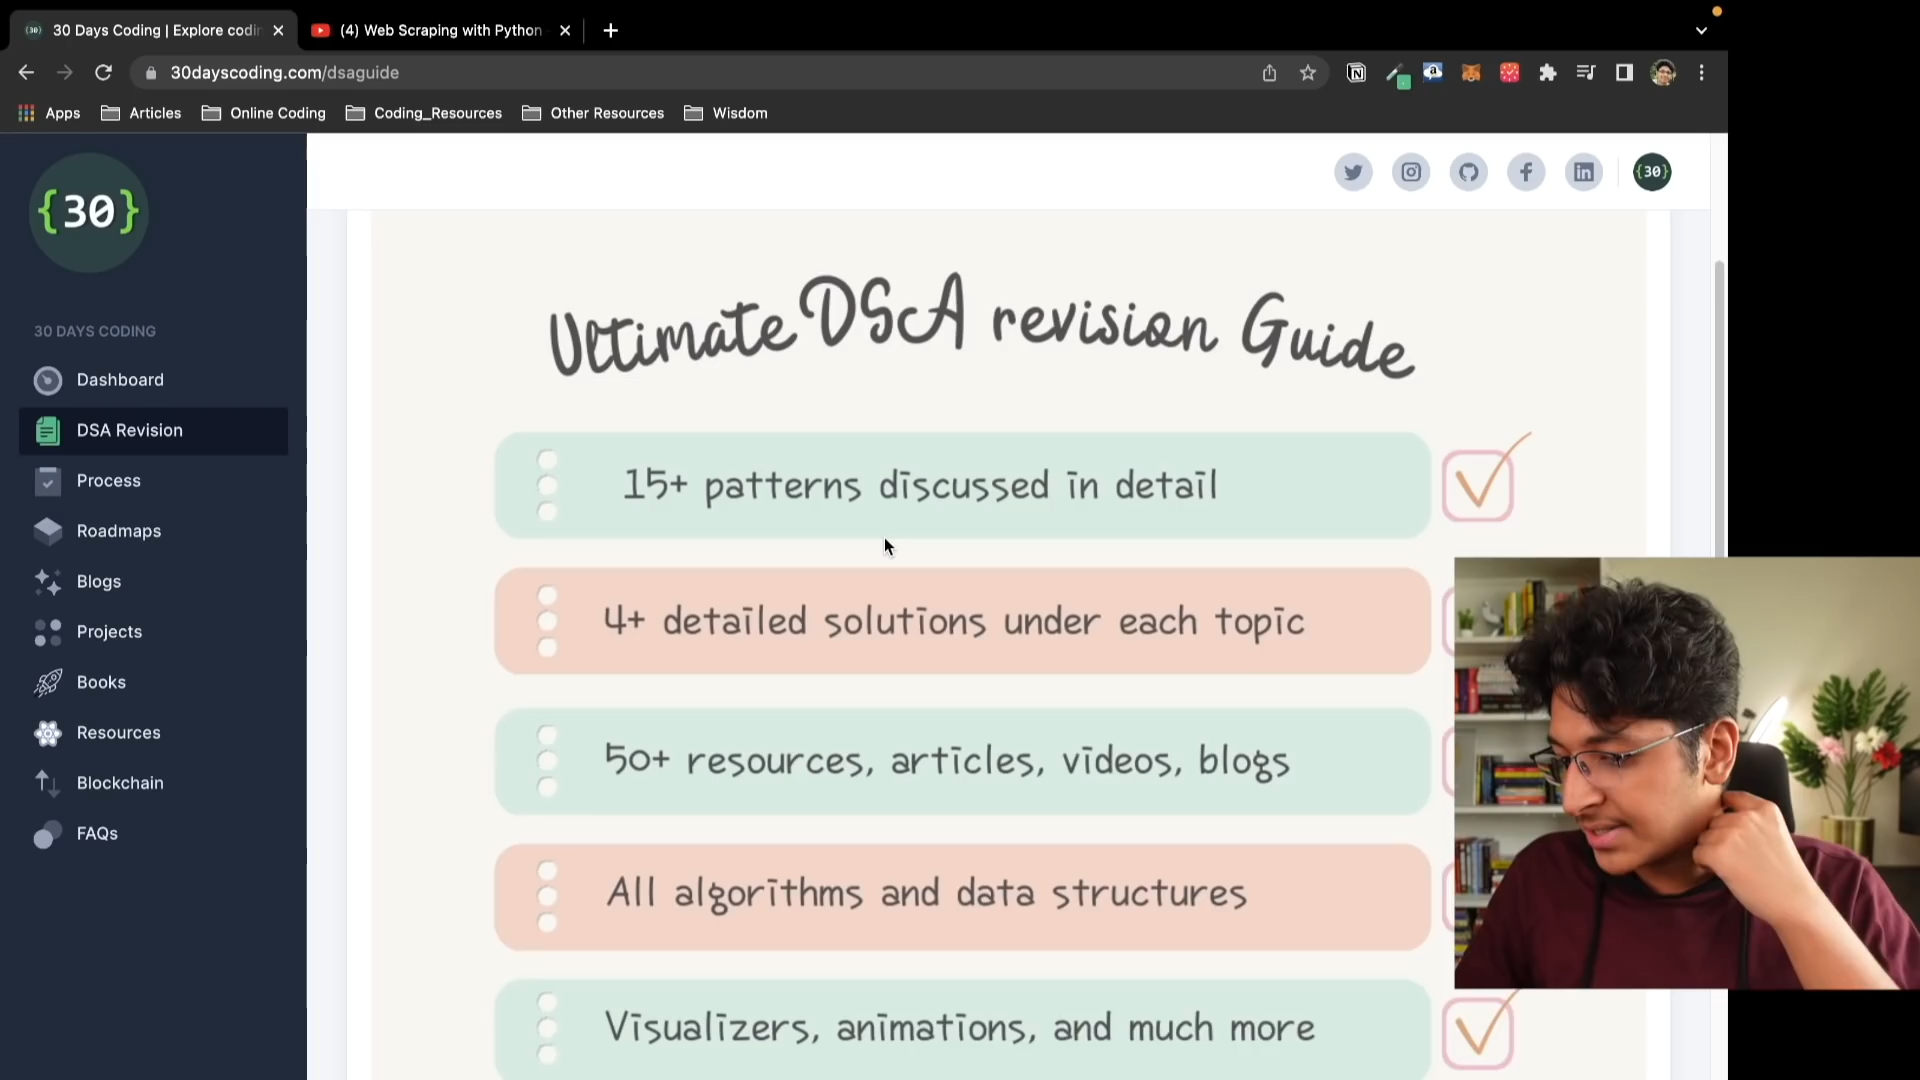 30 Days Coding | Explore codin
(4) Web Scraping with Python
30dayscoding.com/dsaguide
Apps
Articles
Online Coding
Coding_Resources
Other Resources
Wisdom
{30}
{30}
30 DAYS CODING
Dashboard
DSA Revision
Process
Roadmaps
Blogs
Projects
Books
Resources
Blockchain
FAQs
Ultimate DSA revision Guide
15+ patterns discussed in detail
4+ detailed solutions under each topic
50+ resources, articles, videos, blogs
All algorithms and data structures
Visualizers, animations, and much more